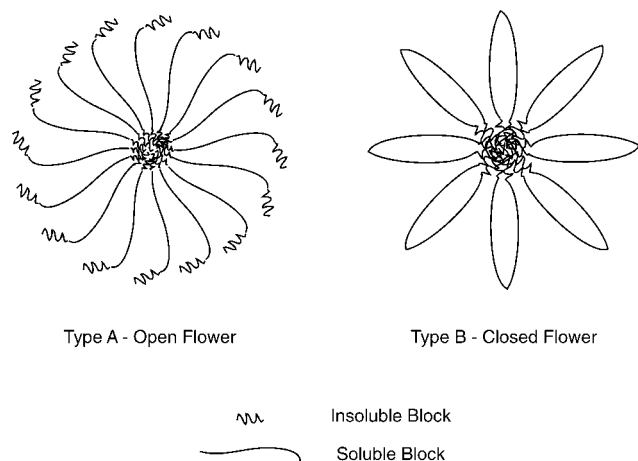 Type A - Open Flower
Type B - Closed Flower
Insoluble Block
Soluble Block